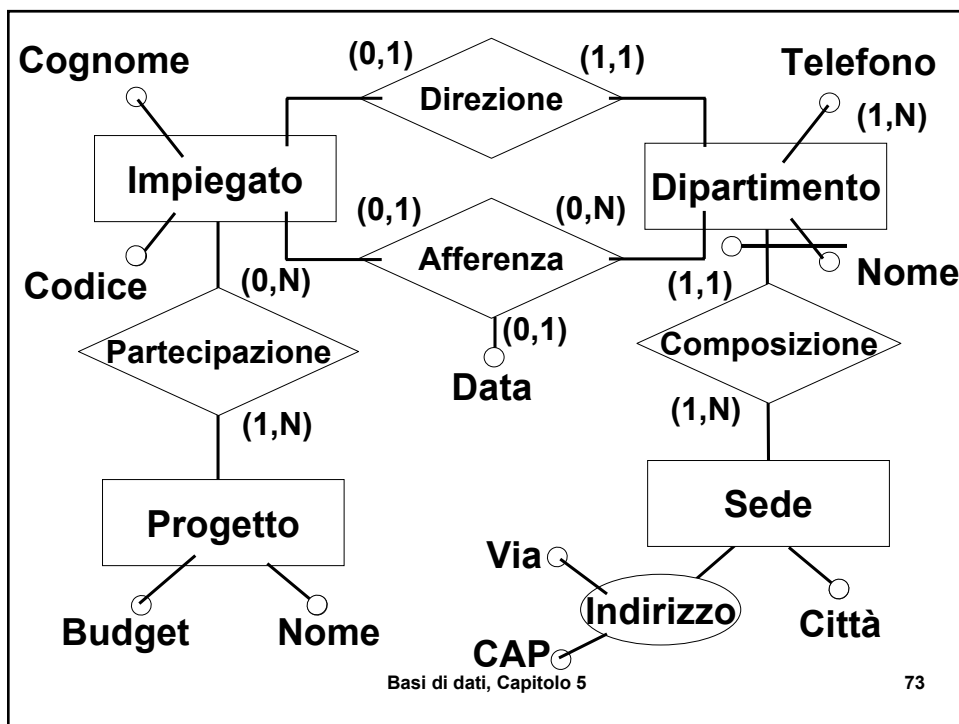 (0,1)
(1,1)
Cognome
Telefono
Direzione
(1,N)
Impiegato
Dipartimento
(0,1)
(0,N)
Afferenza
Codice
(0,N)
(1,1)
Nome
(0,1)
Partecipazione
Composizione
Data
(1,N)
(1,N)
Progetto
Sede
Via
Indirizzo
Budget
Nome
Città
CAP
Basi di dati, Capitolo 5
73